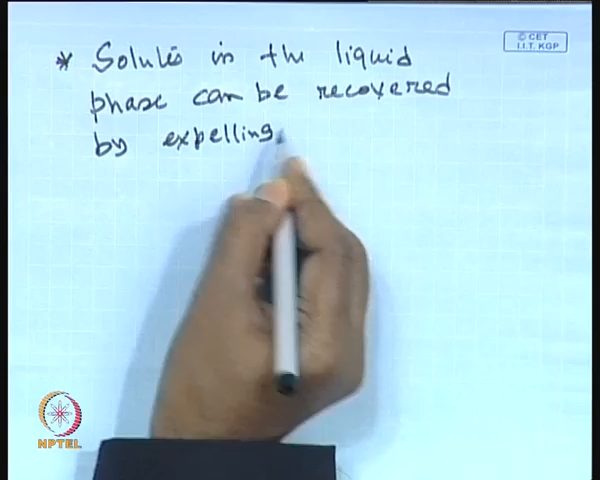 * Solutes in the liquid
phase can be recovered
by expelling
© CET
I.I.T. KGP
NPTEL